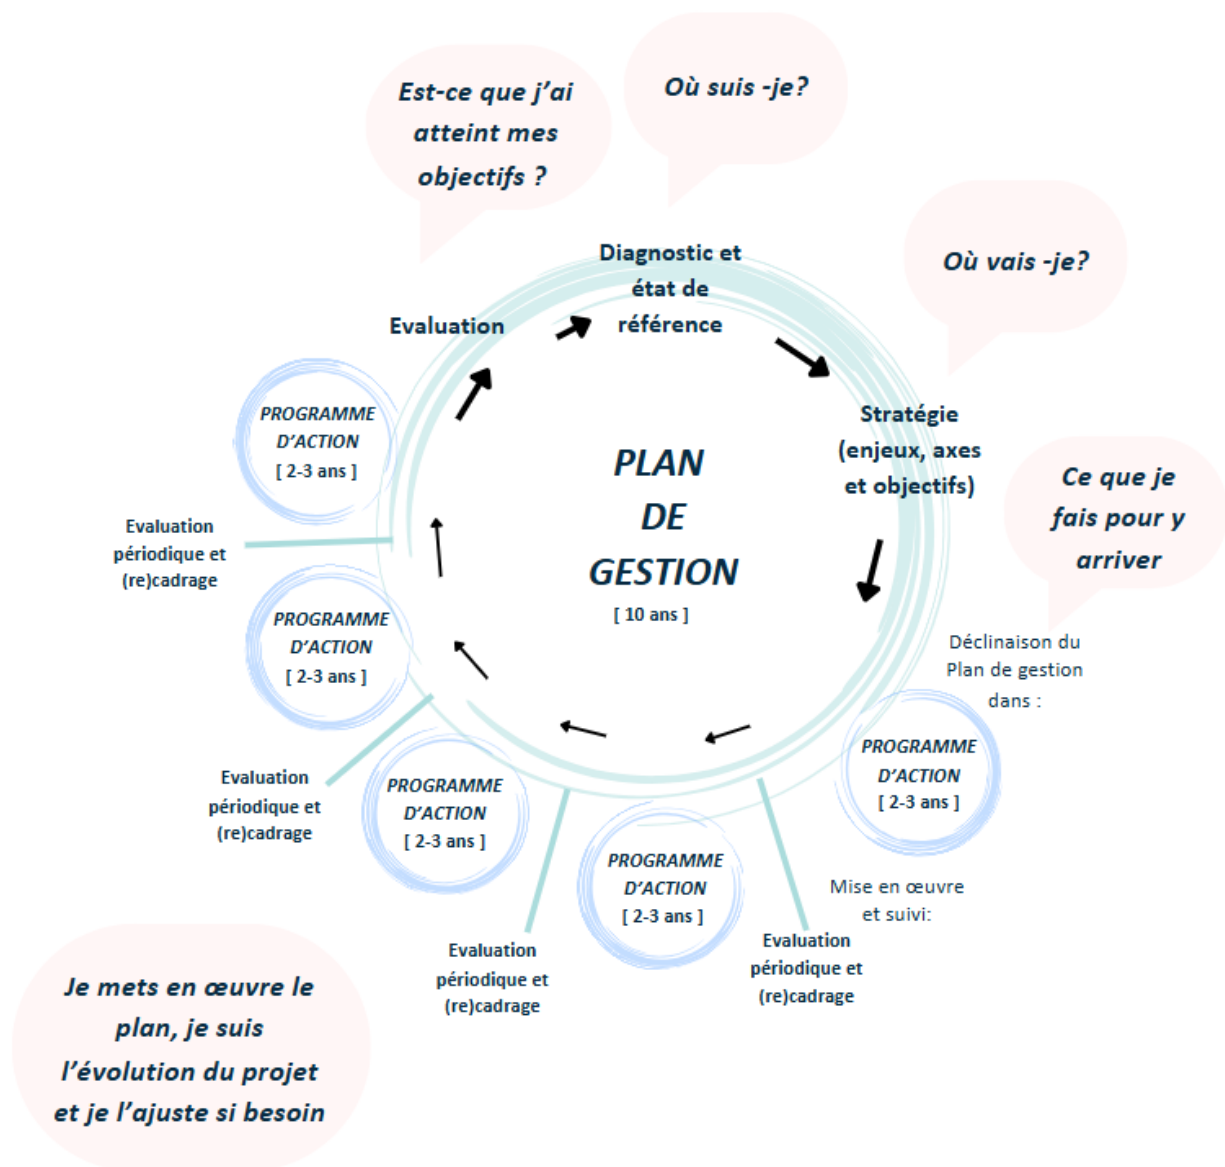 Est-ce que j'ai
atteint mes
objectifs ?
Où suis -je?
Où vais -je?
Ce que je
fais pour y
arriver
Diagnostic et
état de
référence
Evaluation
Stratégie
(enjeux, axes
et objectifs)
PLAN
DE
GESTION
[ 10 ans ]
Déclinaison du
Plan de gestion
dans :
PROGRAMME
D'ACTION
[ 2-3 ans ]
Mise en œuvre
et suivi:
Evaluation
périodique et
(re)cadrage
PROGRAMME
D'ACTION
[ 2-3 ans ]
Evaluation
périodique et
(re)cadrage
PROGRAMME
D'ACTION
[ 2-3 ans ]
Evaluation
périodique et
(re)cadrage
PROGRAMME
D'ACTION
[ 2-3 ans ]
Evaluation
périodique et
(re)cadrage
PROGRAMME
D'ACTION
[ 2-3 ans ]
Je mets en œuvre le
plan, je suis
l'évolution du projet
et je l'ajuste si besoin